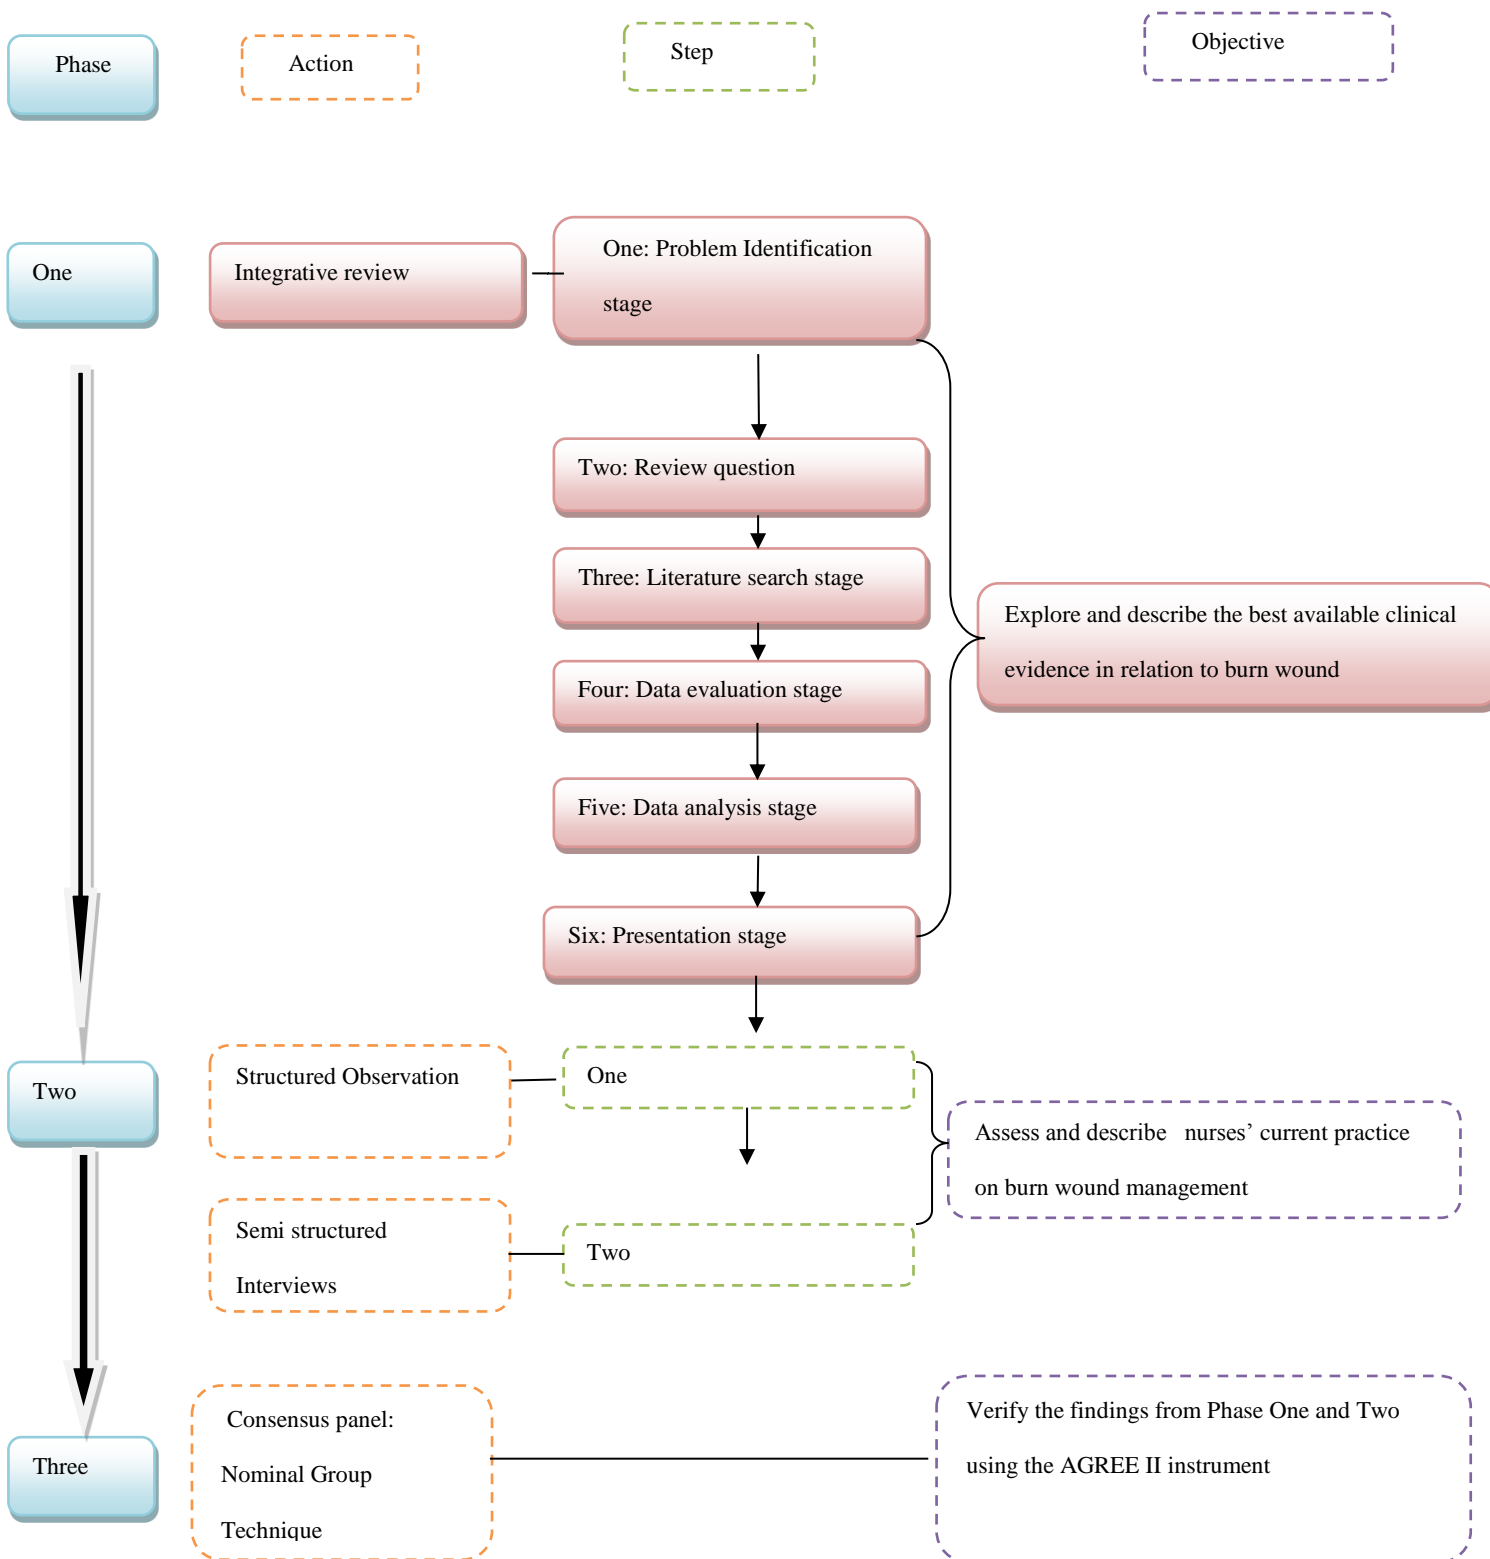 Phase
Action
Step
Objective
One
Integrative review
One: Problem Identification
stage
Two: Review question
Three: Literature search stage
Four: Data evaluation stage
Five: Data analysis stage
Six: Presentation stage
Explore and describe the best available clinical
evidence in relation to burn wound
Two
Structured Observation
One
Semi structured
Interviews
Two
Assess and describe nurses’ current practice
on burn wound management
Three
Consensus panel:
Nominal Group
Technique
Verify the findings from Phase One and Two
using the AGREE II instrument